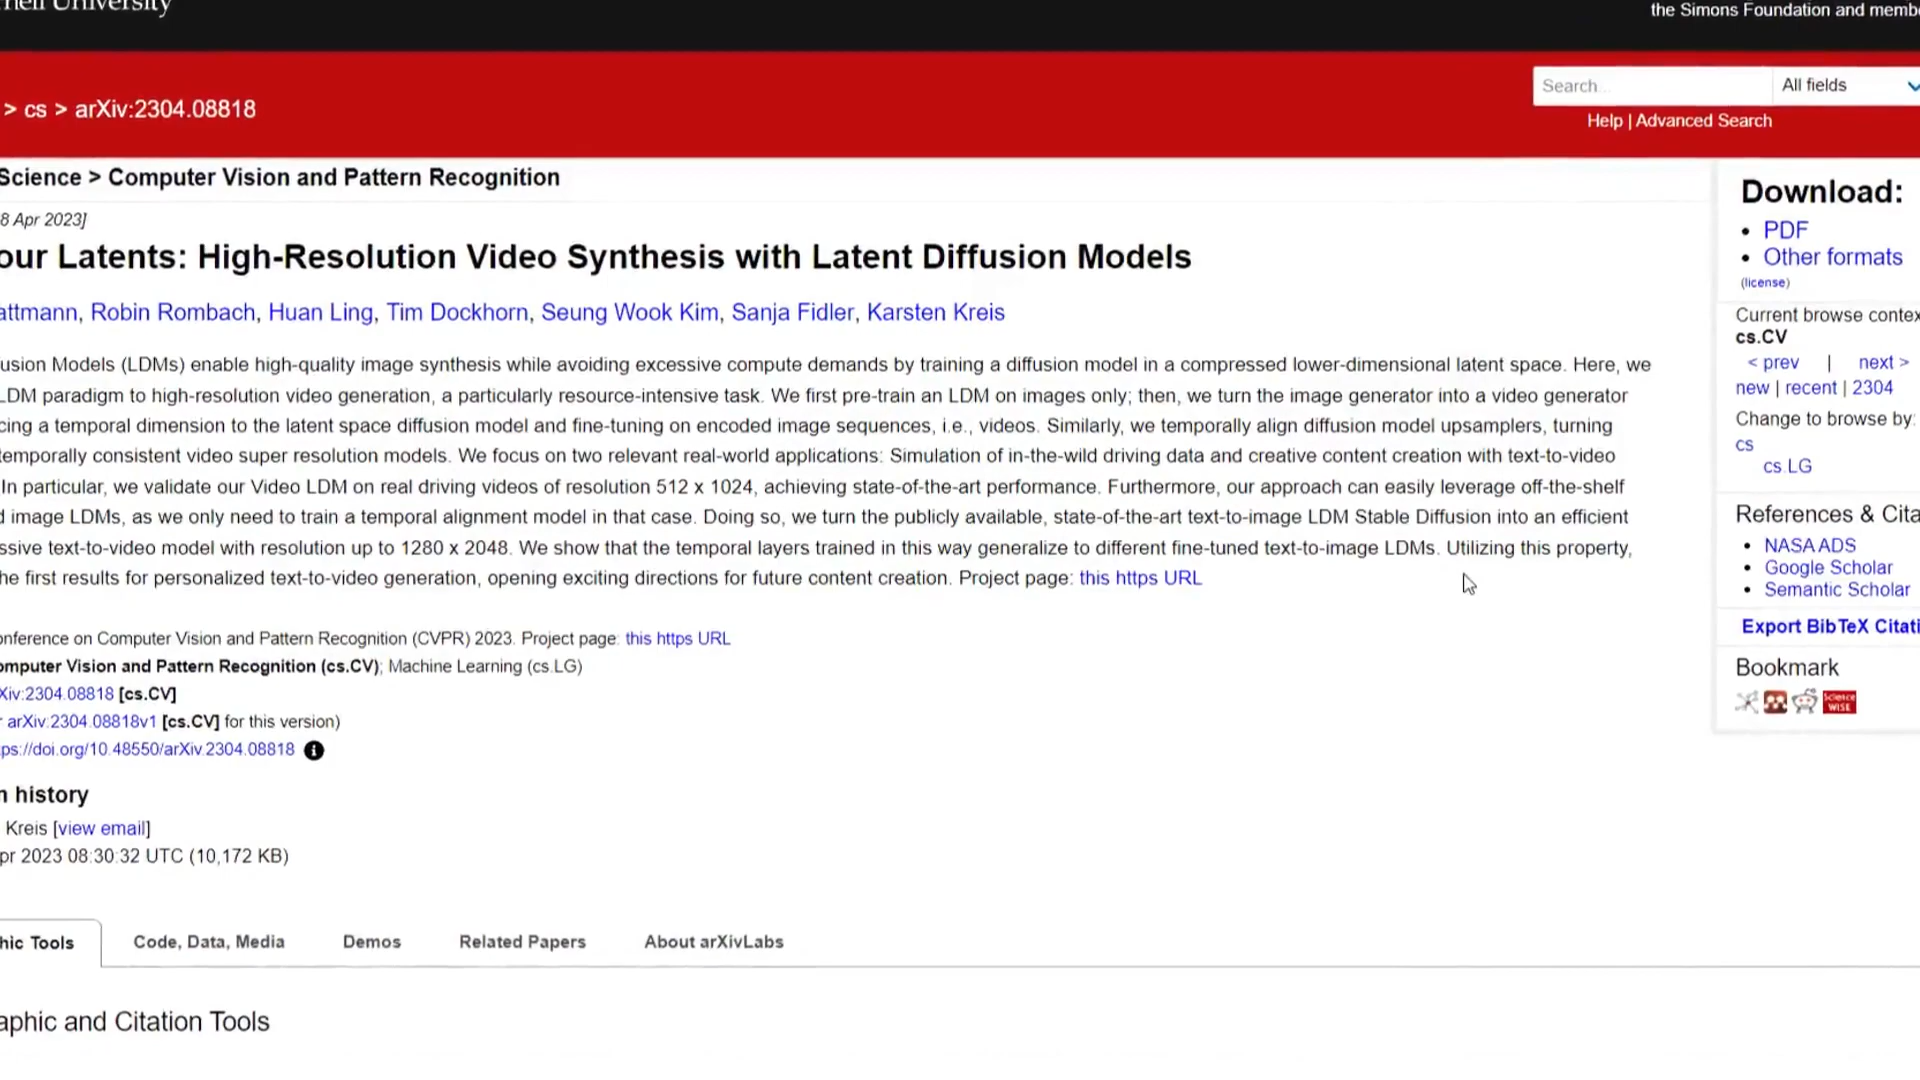 University
the Simons Foundation and
> cs > arXiv:2304.08818
Search...
All fields
Help | Advanced Search
Science > Computer Vision and Pattern Recognition
8 Apr 2023]
our Latents: High-Resolution Video Synthesis with Latent Diffusion Models
attmann, Robin Rombach, Huan Ling, Tim Dockhorn, Seung Wook Kim, Sanja Fidler, Karsten Kreis
usion Models (LDMs) enable high-quality image synthesis while avoiding excessive compute demands by training a diffusion model in a compressed lower-dimensional latent space. Here, we
LDM paradigm to high-resolution video generation, a particularly resource-intensive task. We first pre-train an LDM on images only; then, we turn the image generator into a video generator
cing a temporal dimension to the latent space diffusion model and fine-tuning on encoded image sequences, i.e., videos. Similarly, we temporally align diffusion model upsamplers, turning
temporally consistent video super resolution models. We focus on two relevant real-world applications: Simulation of in-the-wild driving data and creative content creation with text-to-video
In particular, we validate our Video LDM on real driving videos of resolution 512 x 1024, achieving state-of-the-art performance. Furthermore, our approach can easily leverage off-the-shelf
d image LDMs, as we only need to train a temporal alignment model in that case. Doing so, we turn the publicly available, state-of-the-art text-to-image LDM Stable Diffusion into an efficient
ssive text-to-video model with resolution up to 1280 x 2048. We show that the temporal layers trained in this way generalize to different fine-tuned text-to-image LDMs. Utilizing this property,
he first results for personalized text-to-video generation, opening exciting directions for future content creation. Project page: this https URL
onference on Computer Vision and Pattern Recognition (CVPR) 2023. Project page: this https URL
omputer Vision and Pattern Recognition (cs.CV); Machine Learning (cs.LG)
Xiv:2304.08818 [cs.CV]
r arXiv:2304.08818v1 [cs.CV] for this version)
ps://doi.org/10.48550/arXiv.2304.08818
n history
Kreis [view email]
pr 2023 08:30:32 UTC (10,172 KB)
hic Tools
Code, Data, Media
Demos
Related Papers
About arXivLabs
aphic and Citation Tools
Download:
• PDF
• Other formats
(license)
Current browse contex
cs.CV
< prev | next >
new | recent | 2304
Change to browse by:
cs
cs.LG
References & Cita
• NASA ADS
• Google Scholar
• Semantic Scholar
Export BibTeX Citati
Bookmark
Science
WISE